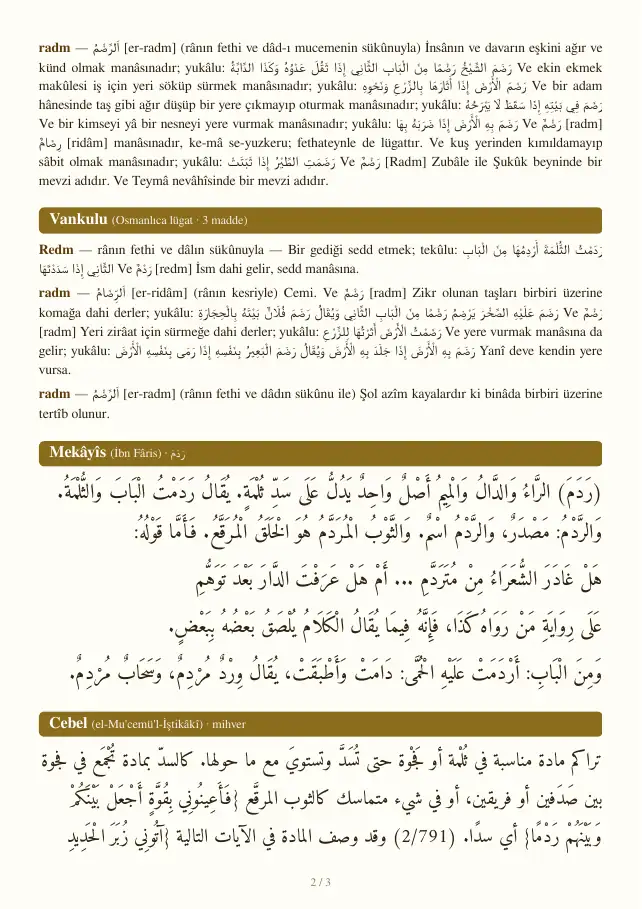 radm — اَلرَّضْمُ [er-radm] (rânın fethi ve dâd-ı mucemenin sükûnuyla) İnsânın ve davarın eşkini ağır ve
künd olmak manâsınadır; yukâlu: رَضَمَ الشَّيْخُ رَضْمًا مِنَ الْبَابِ الثَّانِي إِذَا ثَقُلَ عَدْوُهُ وَكَذَا الدَّابَّةُ Ve ekin ekmek
makûlesi iş için yeri söküp sürmek manâsınadır; yukâlu: رَضَمَ الْأَرْضَ إِذَا أَثَارَهَا بِالزَّرْعِ وَنَحْوِهِ Ve bir adam
hânesinde taş gibi ağır düşüp bir yere çıkmayıp oturmak manâsınadır; yukâlu: رَضَمَ فِي بَيْتِهِ إِذَا سَقَطَ لَا يَبْرَحُهُ
Ve bir kimseyi yâ bir nesneyi yere vurmak manâsınadır; yukâlu: رَضَمَ بِهِ الْأَرْضَ إِذَا ضَرَبَهُ بِهَا Ve رَضْمٌ [radm]
رِضَامٌ [ridâm] manâsınadır, ke-mâ se-yuzkeru; fethateynle de lügattır. Ve kuş yerinden kımıldamayıp
sâbit olmak manâsınadır; yukâlu: رَضَمَتِ الطَّيْرُ إِذَا ثَبَتَتْ Ve رَضْمٌ [Radm] Zubâle ile Şukûk beyninde bir
mevzi adıdır. Ve Teymâ nevâhîsinde bir mevzi adıdır.
Vankulu (Osmanlıca lügat · 3 madde)
Redm — rânın fethi ve dâlın sükûnuyla — Bir gediği sedd etmek; tekûlu: رَدَمْتُ الثُّلْمَةَ أَرْدِمُهَا مِنَ الْبَابِ
الثَّانِي إِذَا سَدَدْتَهَا Ve رَدْمٌ [redm] İsm dahi gelir, sedd manâsına.
radm — اَلرِّضَامُ [er-ridâm] (rânın kesriyle) Cemi. Ve رَضْمٌ [radm] Zikr olunan taşları birbiri üzerine
komağa dahi derler; yukâlu: رَضَمَ عَلَيْهِ الصَّخْرَ يَرْضِمُ رَضْمًا مِنَ الْبَابِ الثَّانِي وَيُقَالُ رَضَمَ فُلَانٌ بَيْتَهُ بِالْحِجَارَةِ Ve رَضْمٌ
[radm] Yeri zirâat için sürmeğe dahi derler; yukâlu: رَضَمْتُ الْأَرْضَ أَثَرْتُهَا لِلزَّرْعِ Ve yere vurmak manâsına da
gelir; yukâlu: رَضَمَ بِهِ الْأَرْضَ إِذَا جَلَدَ بِهِ الْأَرْضَ وَيُقَالُ رَضَمَ الْبَعِيرُ بِنَفْسِهِ إِذَا رَمَى بِنَفْسِهِ الْأَرْضَ Yanî deve kendin yere
vursa.
radm — اَلرَّضْمُ [er-radm] (rânın fethi ve dâdın sükûnu ile) Şol azîm kayalardır ki binâda birbiri üzerine
tertîb olunur.
Mekâyîs (İbn Fâris) · رَدَمَ
(رَدَمَ) الرَّاءُ وَالدَّالُ وَالْمِيمُ أَصْلٌ وَاحِدٌ يَدُلُّ عَلَى سَدِّ ثُلْمَةٍ. يُقَالُ رَدَمْتُ الْبَابَ وَالثُّلْمَةُ.
وَالرَّدْمُ: مَصْدَرٌ، وَالرَّدْمُ اسْمٌ. وَالثَّوْبُ الْمُرَدَّمُ هُوَ الْخَلَقُ الْمُرَقَّعُ. فَأَمَّا قَوْلُهُ:
هَلْ غَادَرَ الشُّعَرَاءُ مِنْ مُتَرَدَّمِ ... أَمْ هَلْ عَرَفْتَ الدَّارَ بَعْدَ تَوَهُّمِ
عَلَى رِوَايَةِ مَنْ رَوَاهُ كَذَا، فَإِنَّهُ فِيمَا يُقَالُ الْكَلَامُ يُلْصَقُ بَعْضُهُ بِبَعْضٍ.
وَمِنَ الْبَابِ: أَرْدَمَتْ عَلَيْهِ الْحُمَّى: دَامَتْ وَأَطْبَقَتْ، يُقَالُ وِرْدٌ مُرْدِمٌ، وَسَحَابٌ مُرْدِمٌ.
Cebel (el-Mu'cemü'l-İştikâkî) · mihver
تراكم مادة مناسبة في ثُلْمة أو فَجْوة حتى تُسَدَّ وتستويَ مع ما حولها. كالسدّ بمادة تُجْمَع في فجوة
بين صَدَفين أو فريقين، أو في شيء متماسك كالثوب المرقَّع {فَأَعِينُونِي بِقُوَّةٍ أَجْعَلْ بَيْنَكُمْ
وَبَيْنَهُمْ رَدْمًا} أي سدًا. (2/791) وقد وصف المادة في الآيات التالية {آتُونِي زُبَرَ الْحَدِيدِ
2 / 3